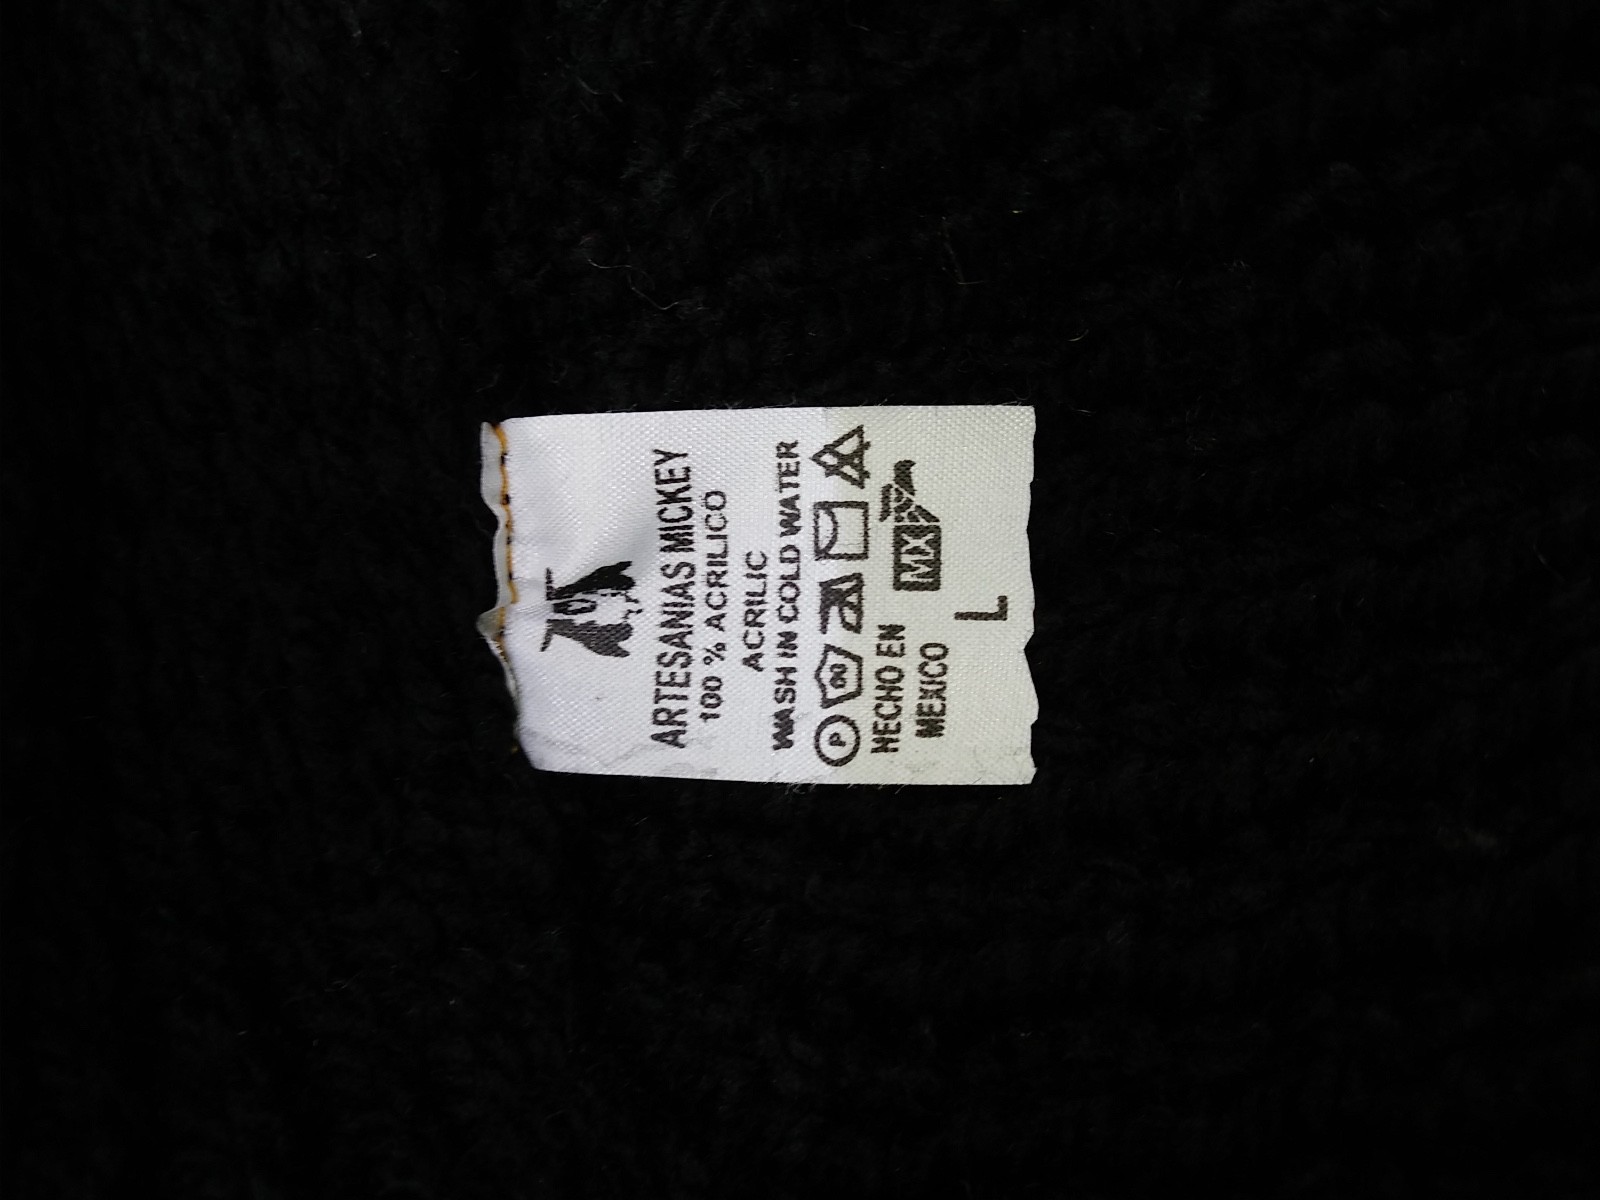 ARTESANIAS MICKEY
100 % ACRILICO
ACRILIC
WASH IN COLD WATER
P
HECHO EN
MEXICO
MX
L